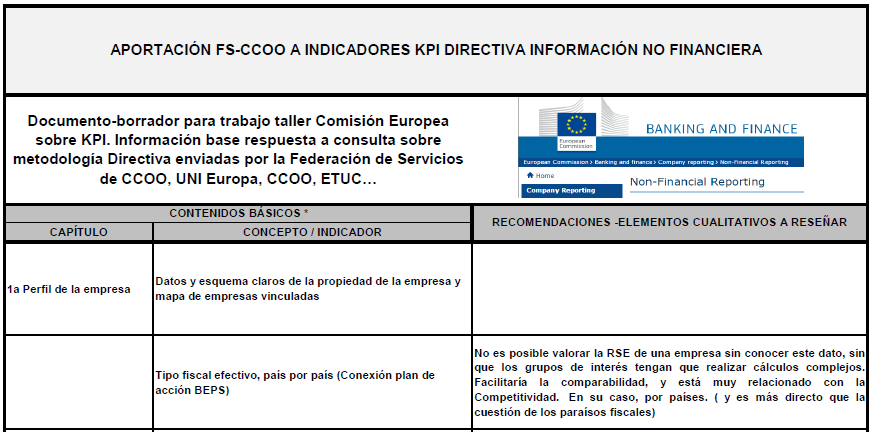 APORTACIÓN FS-CCOO A INDICADORES KPI DIRECTIVA INFORMACIÓN NO FINANCIERA
Documento-borrador para trabajo taller Comisión Europea
sobre KPI. Información base respuesta a consulta sobre
metodología Directiva enviadas por la Federación de Servicios
de CCOO, UNI Europa, CCOO, ETUC...
European
Commission
BANKING AND FINANCE
European Commission > Banking and finance > Company reporting > Non-Financial Reporting
Home
Company Reporting
Non-Financial Reporting
CONTENIDOS BÁSICOS *
RECOMENDACIONES -ELEMENTOS CUALITATIVOS A RESEÑAR
CAPÍTULO
CONCEPTO / INDICADOR
1a Perfil de la empresa
Datos y esquema claros de la propiedad de la empresa y
mapa de empresas vinculadas
Tipo fiscal efectivo, país por país (Conexión plan de
acción BEPS)
No es posible valorar la RSE de una empresa sin conocer este dato, sin
que los grupos de interés tengan que realizar cálculos complejos.
Facilitaría la comparabilidad, y está muy relacionado con la
Competitividad. En su caso, por países. ( y es más directo que la
cuestión de los paraísos fiscales)